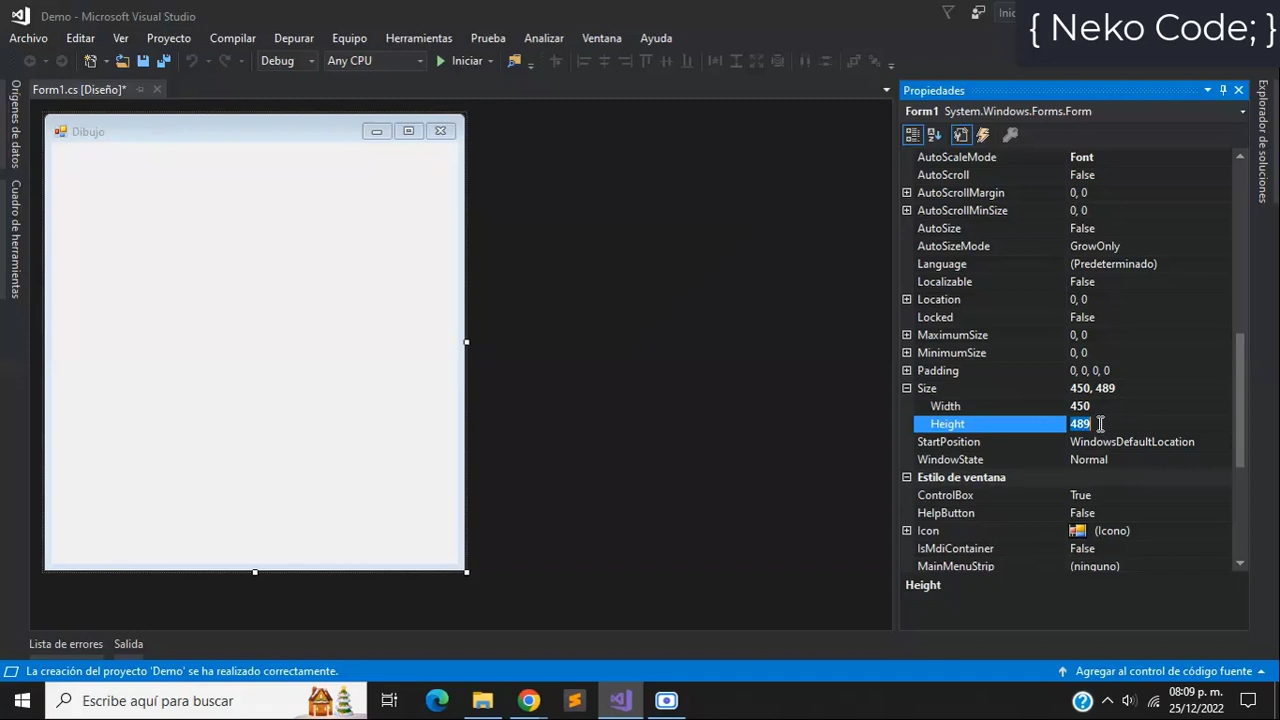 Demo - Microsoft Visual Studio
{ Neko Code; }
Archivo Editar Ver Proyecto Compilar Depurar Equipo Herramientas Prueba Analizar Ventana Ayuda
Debug Any CPU Iniciar
Form1.cs [Diseño]*
Orígenes de datos
Cuadro de herramientas
Dibujo
Propiedades
Form1 System.Windows.Forms.Form
AutoScaleMode Font
AutoScroll False
AutoScrollMargin 0, 0
AutoScrollMinSize 0, 0
AutoSize False
AutoSizeMode GrowOnly
Language (Predeterminado)
Localizable False
Location 0, 0
Locked False
MaximumSize 0, 0
MinimumSize 0, 0
Padding 0, 0, 0, 0
Size 450, 489
Width 450
Height 489
StartPosition WindowsDefaultLocation
WindowState Normal
Estilo de ventana
ControlBox True
HelpButton False
Icon (Icono)
IsMdiContainer False
MainMenuStrip (ninguno)
Height
Explorador de soluciones
Lista de errores Salida
La creación del proyecto 'Demo' se ha realizado correctamente.
Agregar al control de código fuente
Escribe aquí para buscar
08:09 p. m.
25/12/2022